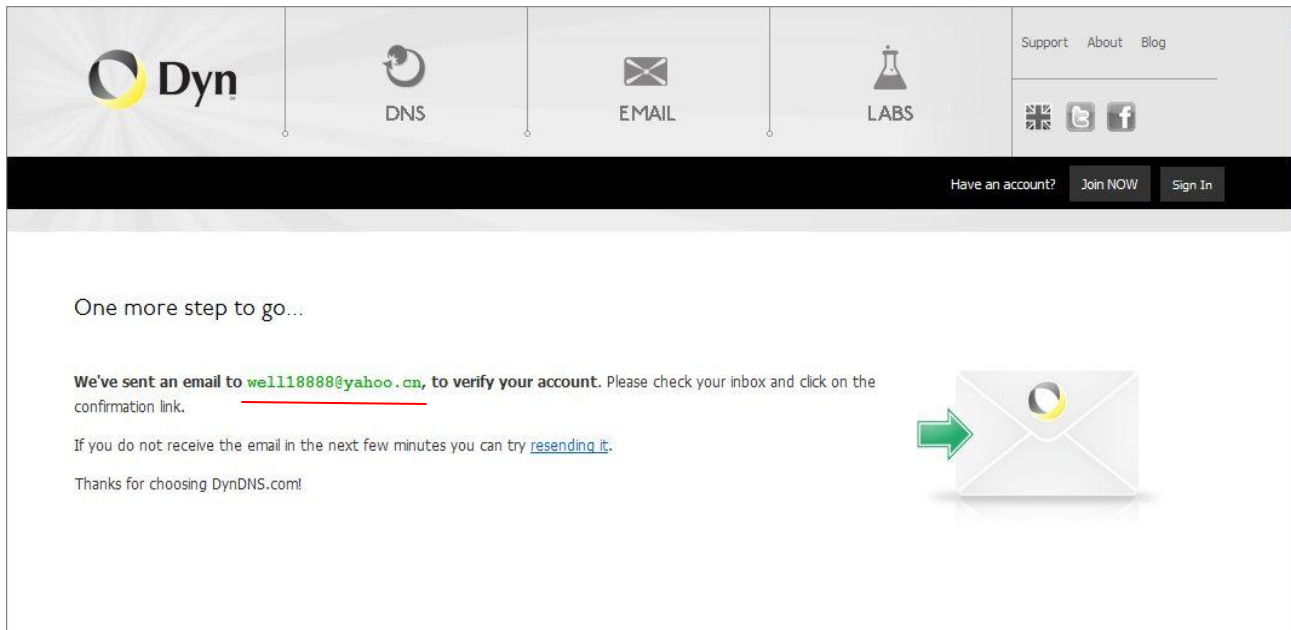 Dyn
DNS
EMAIL
LABS
Support About Blog
Have an account? Join NOW Sign In
One more step to go...
We've sent an email to well18888@yahoo.cn, to verify your account. Please check your inbox and click on the
confirmation link.
If you do not receive the email in the next few minutes you can try resending it.
Thanks for choosing DynDNS.com!